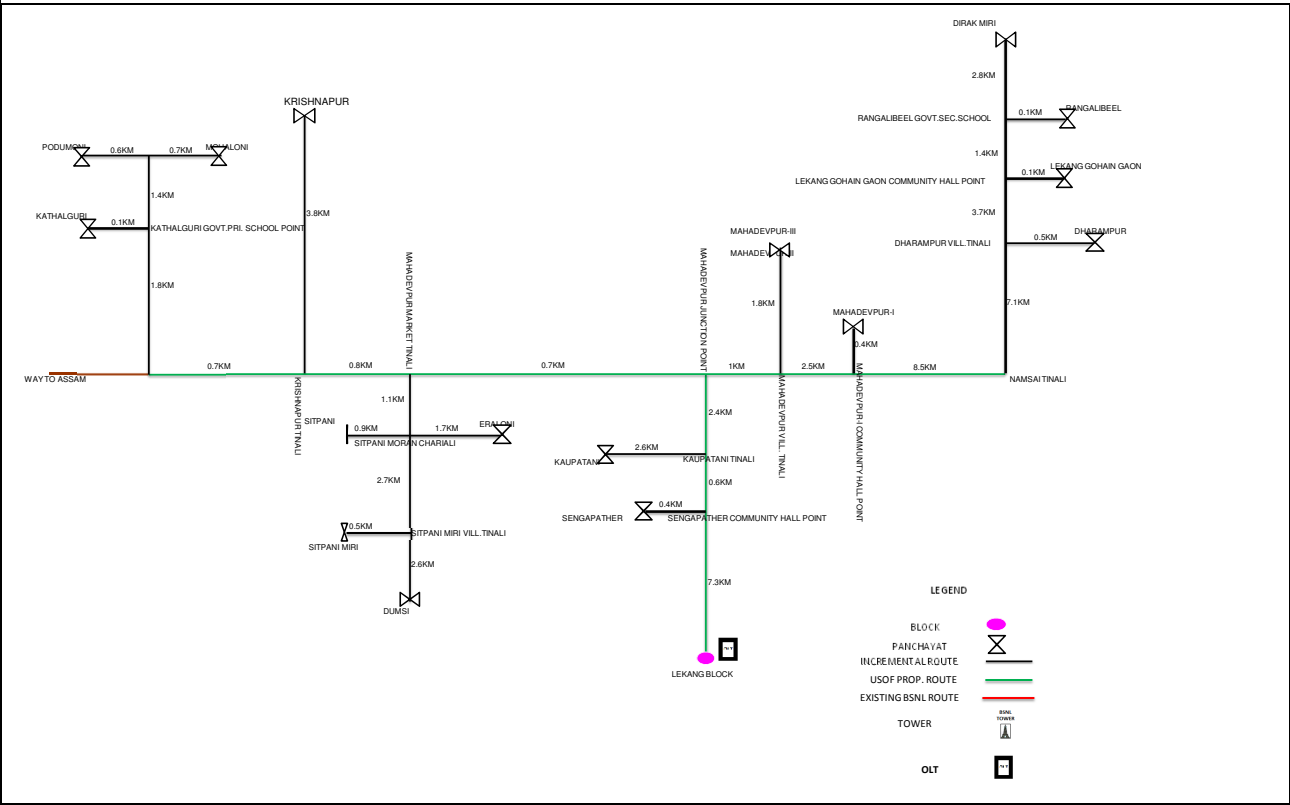 DIRAK MIRI
2.8KM
KRISHNAPUR
RANGALIBEEL
0.1KM
RANGALIBEEL GOVT.SEC.SCHOOL
PODUMONI
0.6KM
0.7KM
MOHALONI
1.4KM
LEKANG GOHAIN GAON
0.1KM
LEKANG GOHAIN GAON COMMUNITY HALL POINT
1.4KM
KATHALGURI
0.1KM
KATHALGURI GOVT.PRI. SCHOOL POINT
3.8KM
3.7KM
MAHADEVPUR-III
DHARAMPUR
0.5KM
DHARAMPUR VILL.TINALI
MAHADEVPUR-II
MAHADEVPUR MARKET TINALI
MAHADEVPUR JUNCTION POINT
1.8KM
1.8KM
7.1KM
MAHADEVPUR-I
0.4KM
WAY TO ASSAM
0.7KM
0.8KM
0.7KM
1KM
2.5KM
8.5KM
NAMSAI TINALI
KRISHNAPUR TINALI
MAHADEVPUR VILL. TINALI
MAHADEVPUR-I COMMUNITY HALL POINT
1.1KM
2.4KM
SITPANI
0.9KM
1.7KM
ERALONI
SITPANI MORAN CHARIALI
2.6KM
KAUPATANI
KAUPATANI TINALI
2.7KM
0.6KM
0.4KM
SENGAPATHER
SENGAPATHER COMMUNITY HALL POINT
0.5KM
SITPANI MIRI VILL.TINALI
SITPANI MIRI
2.6KM
7.3KM
DUMSI
LEKANG BLOCK
LEGEND
BLOCK
PANCHAYAT
INCREMENTAL ROUTE
USOF PROP. ROUTE
EXISTING BSNL ROUTE
BSNL
TOWER
TOWER
OLT